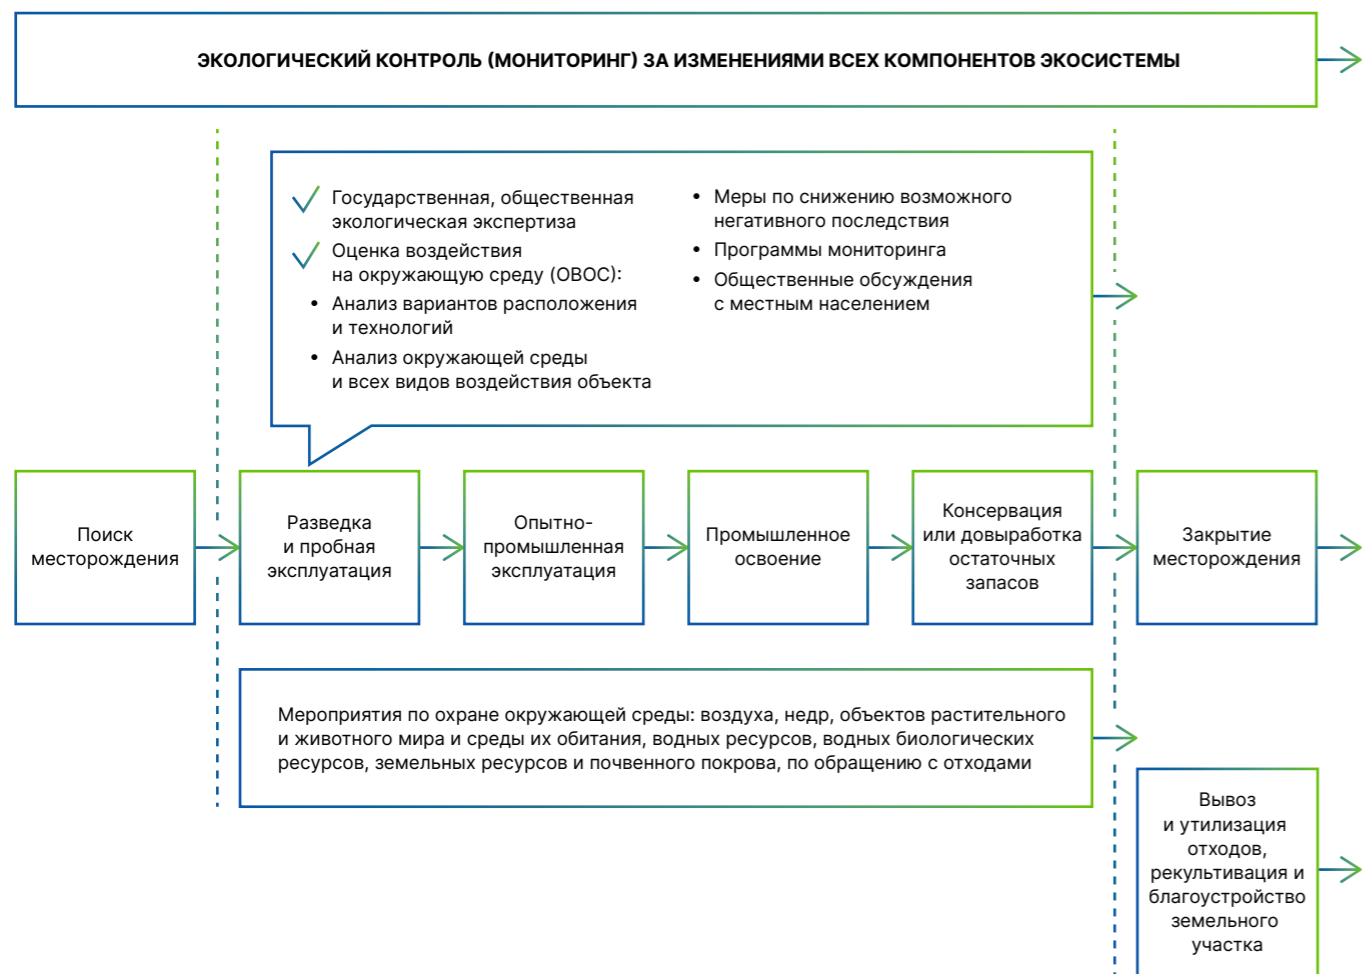 ЭКОЛОГИЧЕСКИЙ КОНТРОЛЬ (МОНИТОРИНГ) ЗА ИЗМЕНЕНИЯМИ ВСЕХ КОМПОНЕНТОВ ЭКОСИСТЕМЫ
Государственная, общественная
экологическая экспертиза
Оценка воздействия
на окружающую среду (ОВОС):
• Анализ вариантов расположения
и технологий
• Анализ окружающей среды
и всех видов воздействия объекта
• Меры по снижению возможного
негативного последствия
• Программы мониторинга
• Общественные обсуждения
с местным населением
Поиск
месторождения
Разведка
и пробная
эксплуатация
Опытно-
промышленная
эксплуатация
Промышленное
освоение
Консервация
или довыработка
остаточных
запасов
Закрытие
месторождения
Мероприятия по охране окружающей среды: воздуха, недр, объектов растительного
и животного мира и среды их обитания, водных ресурсов, водных биологических
ресурсов, земельных ресурсов и почвенного покрова, по обращению с отходами
Вывоз
и утилизация
отходов,
рекультивация и
благоустройство
земельного
участка